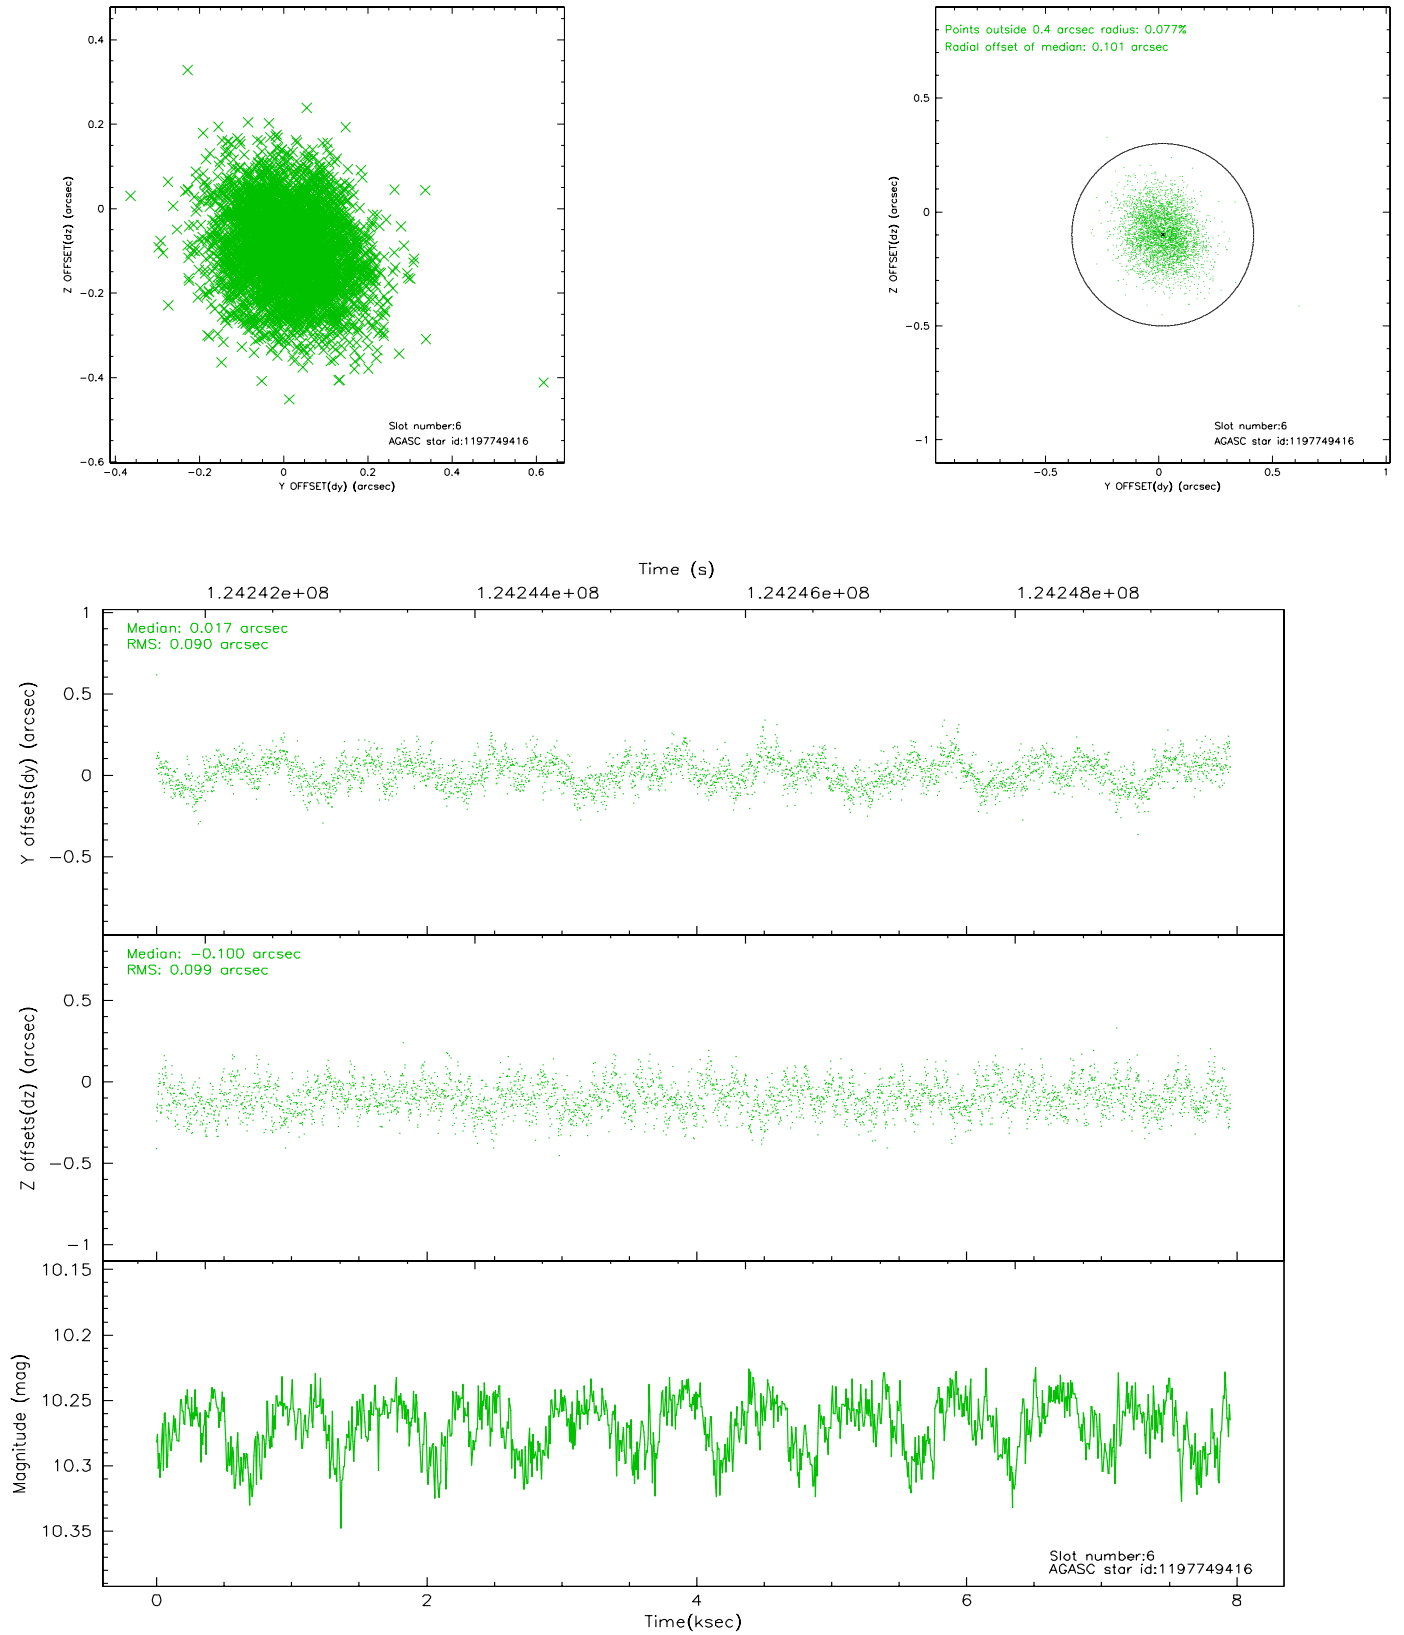 0.4
0.2
0
−0.2
−0.4
−0.6
Z OFFSET(dz) (arcsec)
−0.4 −0.2 0 0.2 0.4 0.6
Y OFFSET(dy) (arcsec)
Slot number:6
AGASC star id:1197749416
Points outside 0.4 arcsec radius: 0.077%
Radial offset of median: 0.101 arcsec
0.5
0
−0.5
−1
Z OFFSET(dz) (arcsec)
−0.5 0 0.5 1
Y OFFSET(dy) (arcsec)
Slot number:6
AGASC star id:1197749416
Time (s)
1.24242e+08 1.24244e+08 1.24246e+08 1.24248e+08
Median: 0.017 arcsec
RMS: 0.090 arcsec
1
0.5
0
−0.5
Y offsets(dy) (arcsec)
Median: −0.100 arcsec
RMS: 0.099 arcsec
0.5
0
−0.5
−1
Z offsets(dz) (arcsec)
10.15
10.2
10.25
10.3
10.35
Magnitude (mag)
Slot number:6
AGASC star id:1197749416
0 2 4 6 8
Time(ksec)